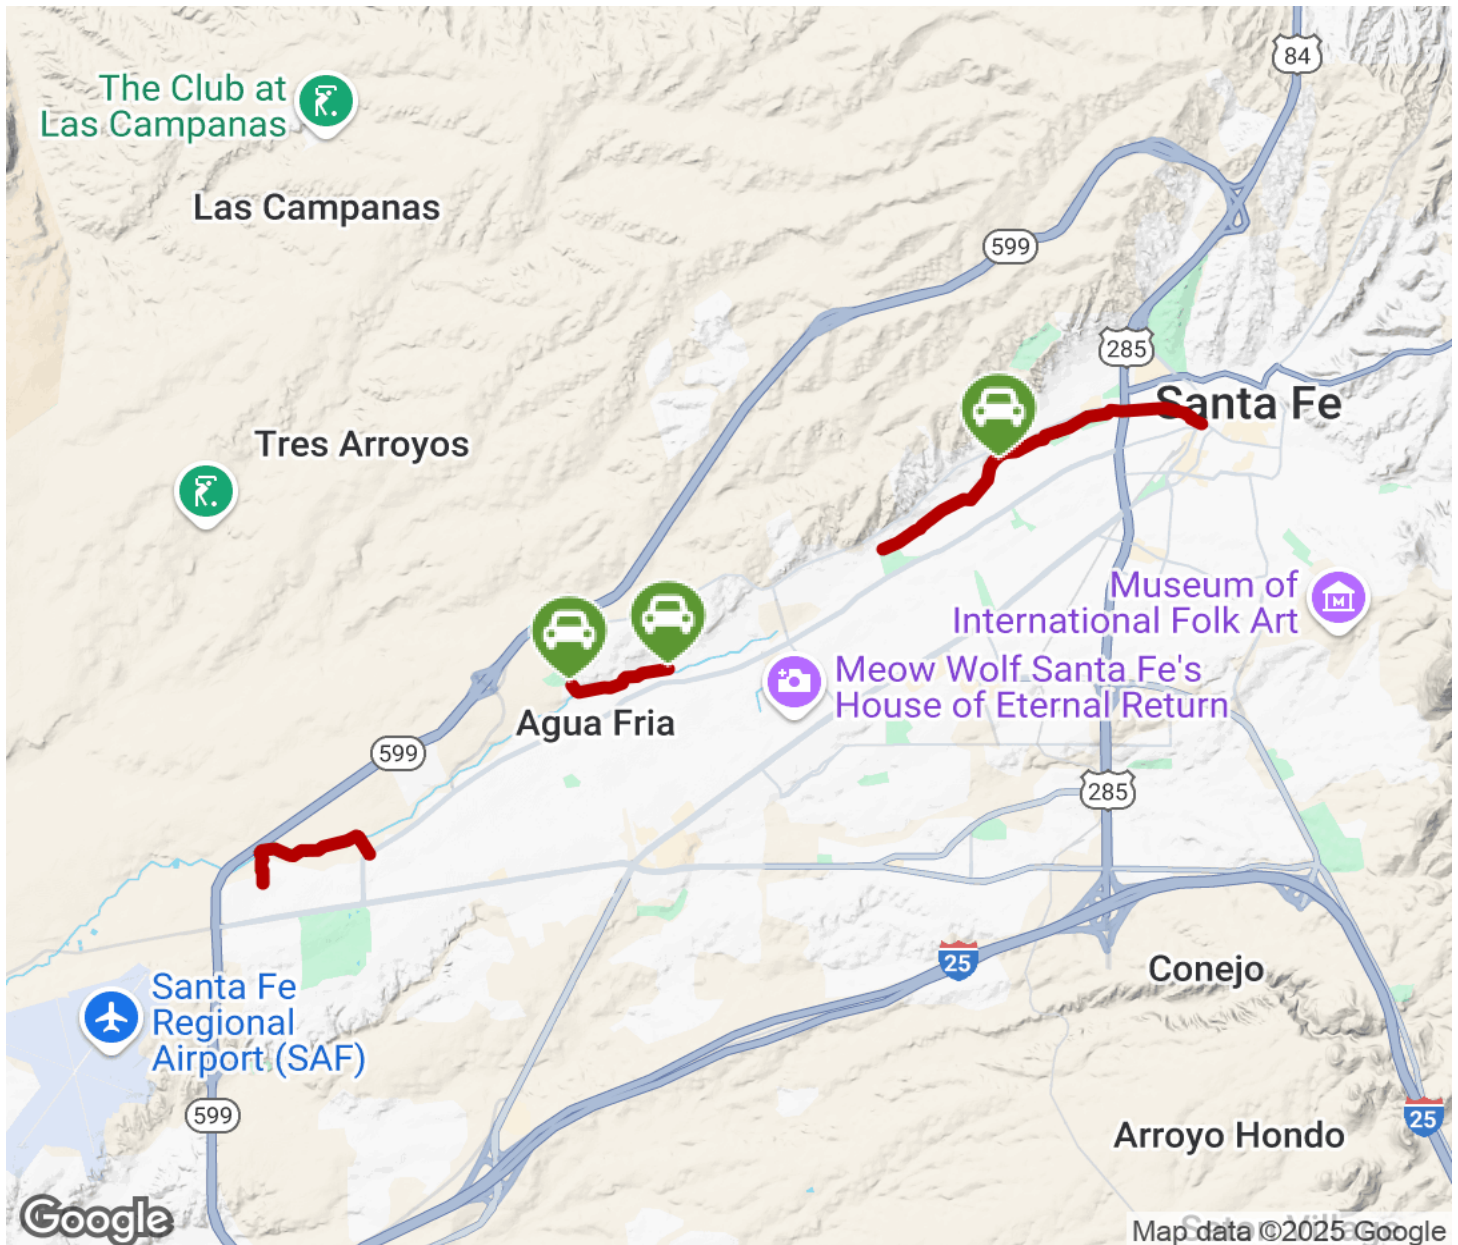 84
The Club at
Las Campanas
Las Campanas
599
285
Santa Fe
Tres Arroyos
Museum of
International Folk Art
Meow Wolf Santa Fe's
House of Eternal Return
Agua Fria
599
285
25
Conejo
Santa Fe
Regional
Airport (SAF)
599
25
Arroyo Hondo
Google
Map data ©2025 Google